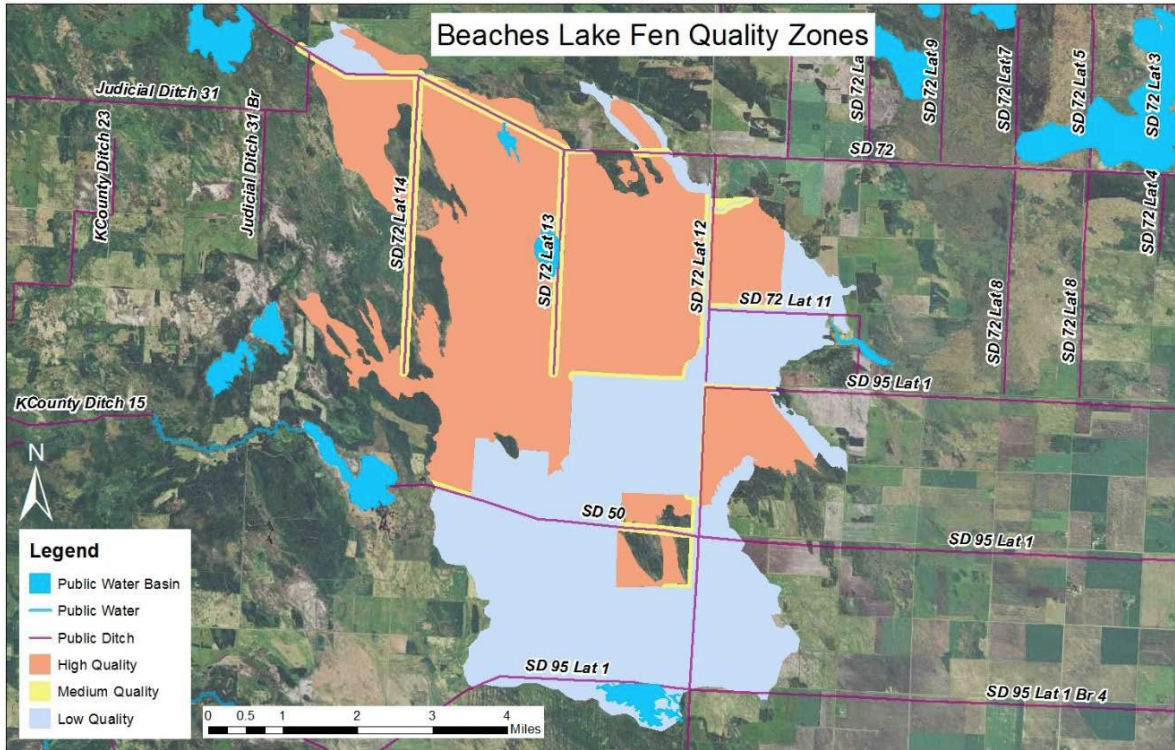 Beaches Lake Fen Quality Zones
Judicial Ditch 31
KCounty Ditch 23
Judicial Ditch 31 Br
SD 72 Lat 14
SD 72 Lat 13
SD 72 Lat 12
SD 72 Lat 11
SD 72
SD 72 La
SD 72 Lat 9
SD 72 Lat 7
SD 72 Lat 5
SD 72 Lat 3
SD 72 Lat 4
SD 72 Lat 8
SD 72 Lat 8
SD 95 Lat 1
KCounty Ditch 15
SD 50
SD 95 Lat 1
SD 95 Lat 1
SD 95 Lat 1 Br 4
N
Legend
Public Water Basin
Public Water
Public Ditch
High Quality
Medium Quality
Low Quality
0 0.5 1 2 3 4
Miles